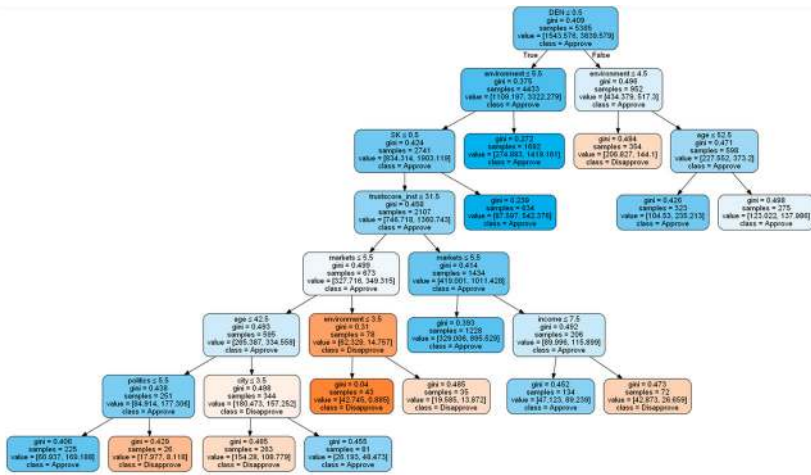 DEN ≤ 0.5
gini = 0.409
samples = 5385
value = [1543.576, 3839.579]
class = Approve
True
False
environment ≤ 5.5
gini = 0.375
samples = 4433
value = [1109.197, 3322.279]
class = Approve
environment ≤ 4.5
gini = 0.496
samples = 952
value = [434.379, 517.3]
class = Approve
SK ≤ 0.5
gini = 0.424
samples = 2741
value = [834.314, 1903.119]
class = Approve
gini = 0.272
samples = 1692
class = Approve
gini = 0.484
samples = 354
value = [206.827, 144.1]
class = Disapprove
age ≤ 52.5
gini = 0.471
samples = 598
value = [227.552, 373.2]
class = Approve
trustscore_inst ≤ 31.5
samples = 2107
value = [746.718, 1360.743]
class = Approve
gini = 0.239
samples = 634
value = [87.597, 542.376]
class = Approve
gini = 0.426
samples = 323
value = [104.53, 235.213]
class = Approve
gini = 0.498
samples = 275
value = [123.022, 137.986]
class = Approve
markets ≤ 5.5
gini = 0.499
samples = 673
value = [327.716, 349.315]
class = Approve
markets ≤ 5.5
gini = 0.414
samples = 1434
value = [419.001, 1011.428]
class = Approve
age ≤ 42.5
gini = 0.493
samples = 595
value = [265.387, 334.558]
class = Approve
environment ≤ 3.5
gini = 0.31
samples = 78
value = [62.329, 14.757]
class = Disapprove
gini = 0.393
samples = 1228
value = [329.006, 895.529]
class = Approve
income ≤ 7.5
gini = 0.492
samples = 206
value = [89.996, 115.899]
class = Approve
politics ≤ 5.5
gini = 0.438
samples = 251
value = [84.914, 177.306]
class = Approve
city ≤ 3.5
gini = 0.498
samples = 344
value = [180.473, 157.252]
class = Disapprove
gini = 0.04
samples = 43
value = [42.745, 0.885]
class = Disapprove
gini = 0.485
samples = 35
value = [19.585, 13.872]
class = Disapprove
gini = 0.452
samples = 134
value = [47.123, 89.239]
class = Approve
gini = 0.473
samples = 72
value = [42.873, 26.659]
class = Disapprove
gini = 0.406
samples = 225
value = [66.937, 169.188]
class = Approve
gini = 0.429
samples = 26
value = [17.977, 8.118]
class = Disapprove
gini = 0.485
samples = 263
value = [154.28, 108.779]
class = Disapprove
gini = 0.455
samples = 81
value = [26.193, 48.473]
class = Approve